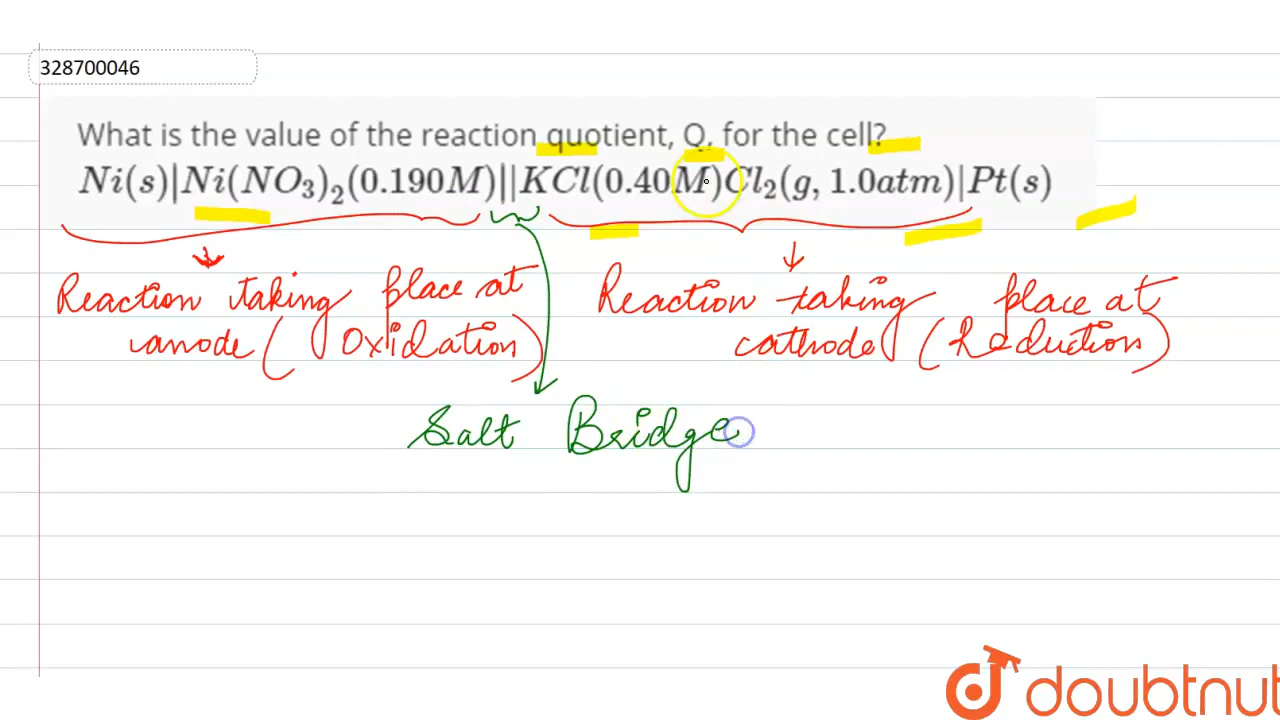 328700046
What is the value of the reaction quotient, Q, for the cell?
Ni(s)|Ni(NO₃)₂(0.190M)||KCl(0.40M)Cl₂(g, 1.0atm)|Pt(s)
Reaction taking place at
anode (Oxidation)
Reaction taking place at
cathode (Reduction)
Salt Bridge
doubtnut